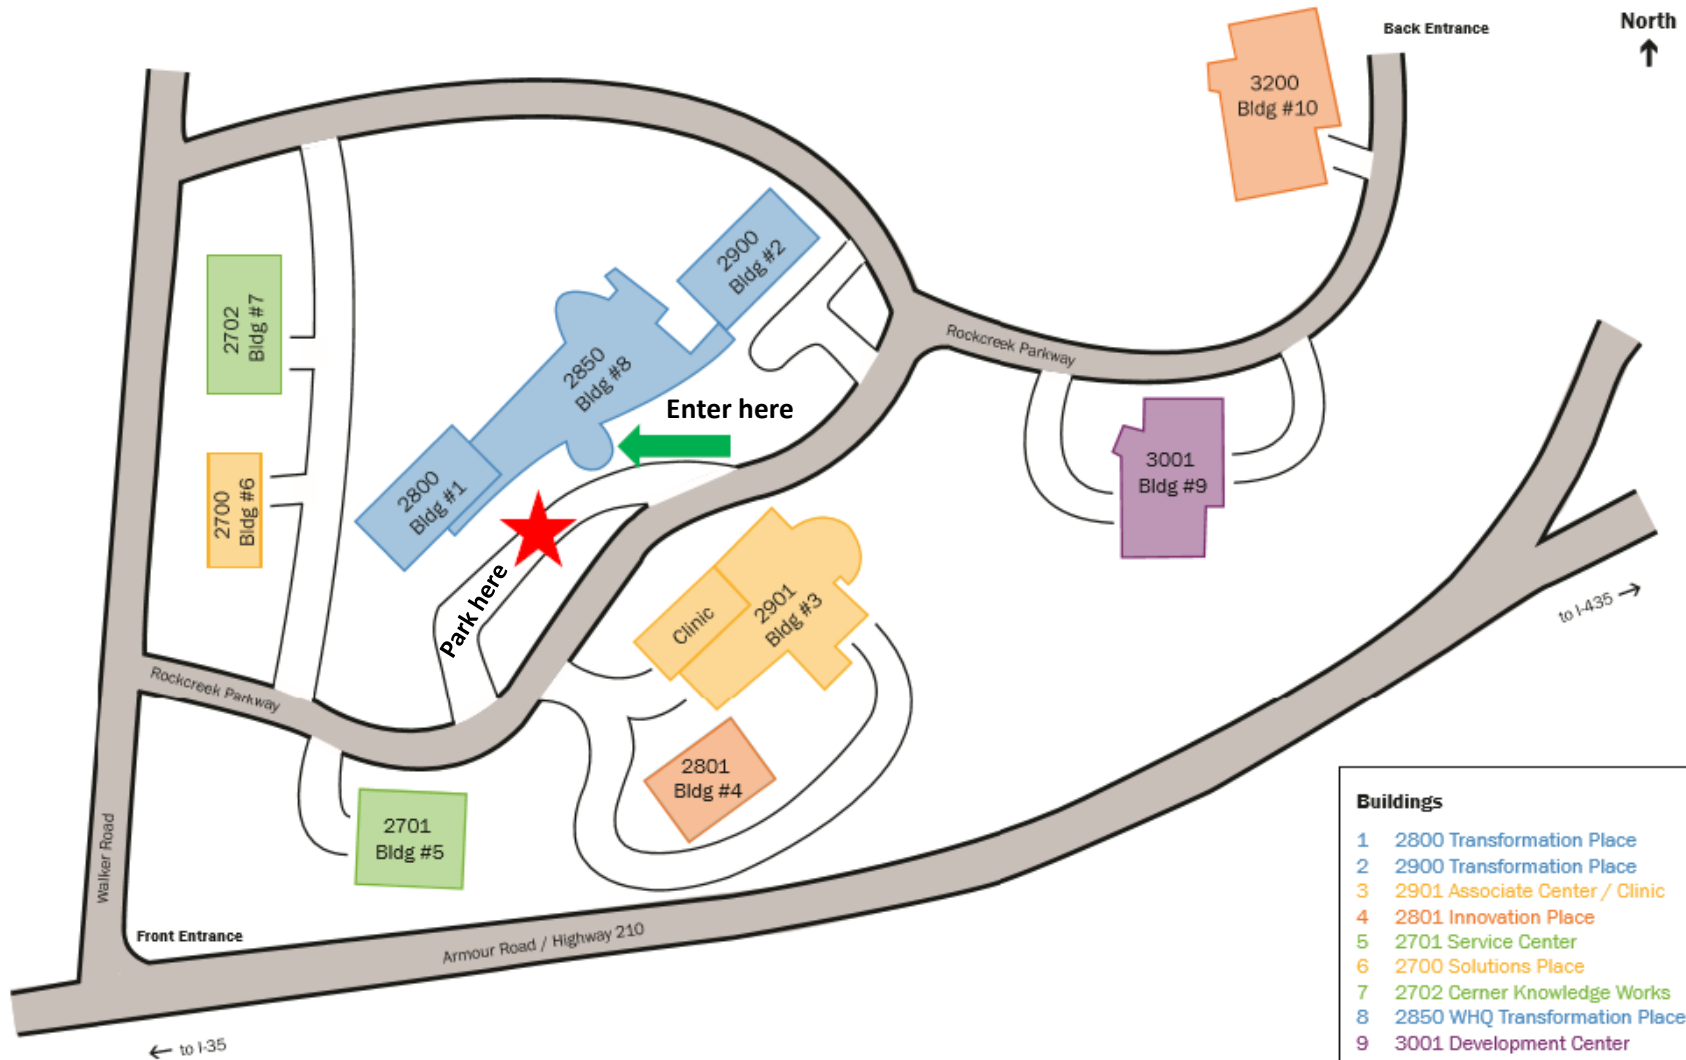 Back Entrance
North
↑
3200
Bldg #10
2900
Bldg #2
2702
Bldg #7
2850
Bldg #8
Rockcreek Parkway
Enter here
2800
Bldg #1
2700
Bldg #6
3001
Bldg #9
Park here
Clinic
2901
Bldg #3
to I-435 →
Rockcreek Parkway
2801
Bldg #4
2701
Bldg #5
Walker Road
Front Entrance
Armour Road / Highway 210
← to I-35
Buildings
1 2800 Transformation Place
2 2900 Transformation Place
3 2901 Associate Center / Clinic
4 2801 Innovation Place
5 2701 Service Center
6 2700 Solutions Place
7 2702 Cerner Knowledge Works
8 2850 WHQ Transformation Place
9 3001 Development Center